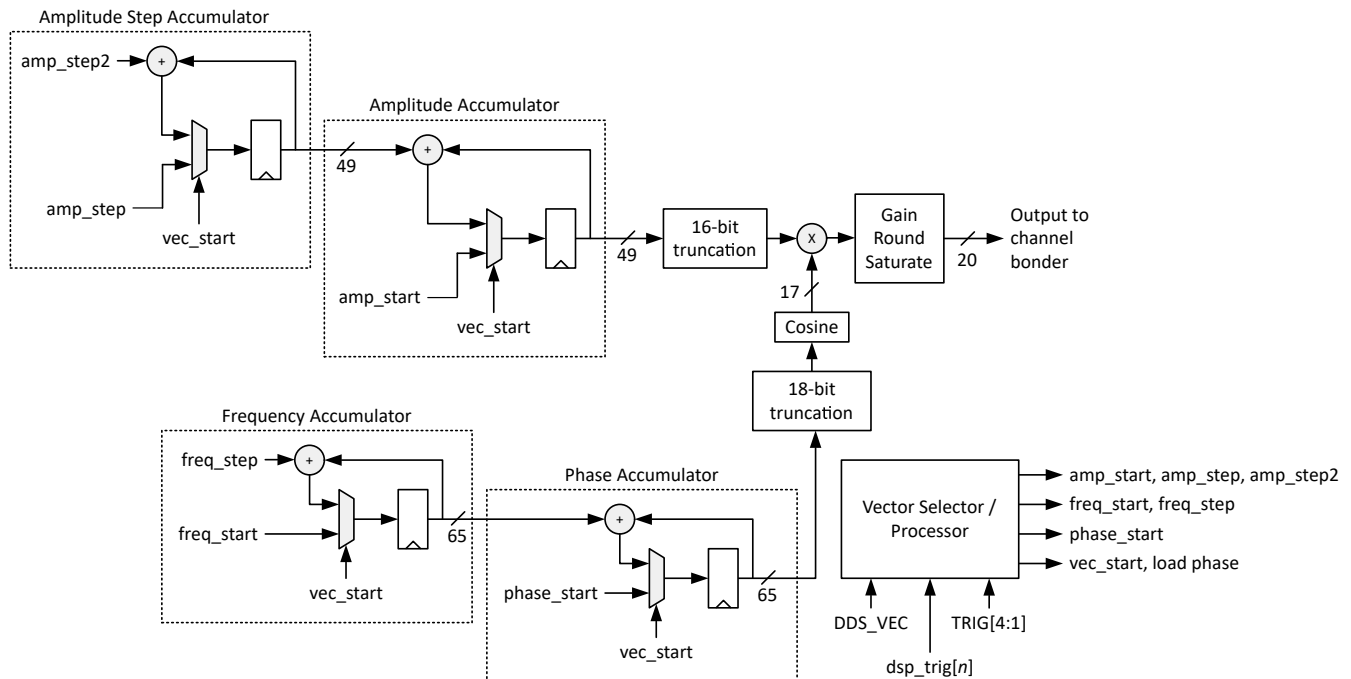 Amplitude Step Accumulator
amp_step2
+
amp_step
vec_start
49
Amplitude Accumulator
+
amp_start
vec_start
49
16-bit
truncation
X
Gain
Round
Saturate
20
Output to
channel
bonder
17
Cosine
18-bit
truncation
Frequency Accumulator
freq_step
+
freq_start
vec_start
65
Phase Accumulator
+
phase_start
vec_start
65
Vector Selector /
Processor
amp_start, amp_step, amp_step2
freq_start, freq_step
phase_start
vec_start, load phase
DDS_VEC
TRIG[4:1]
dsp_trig[n]